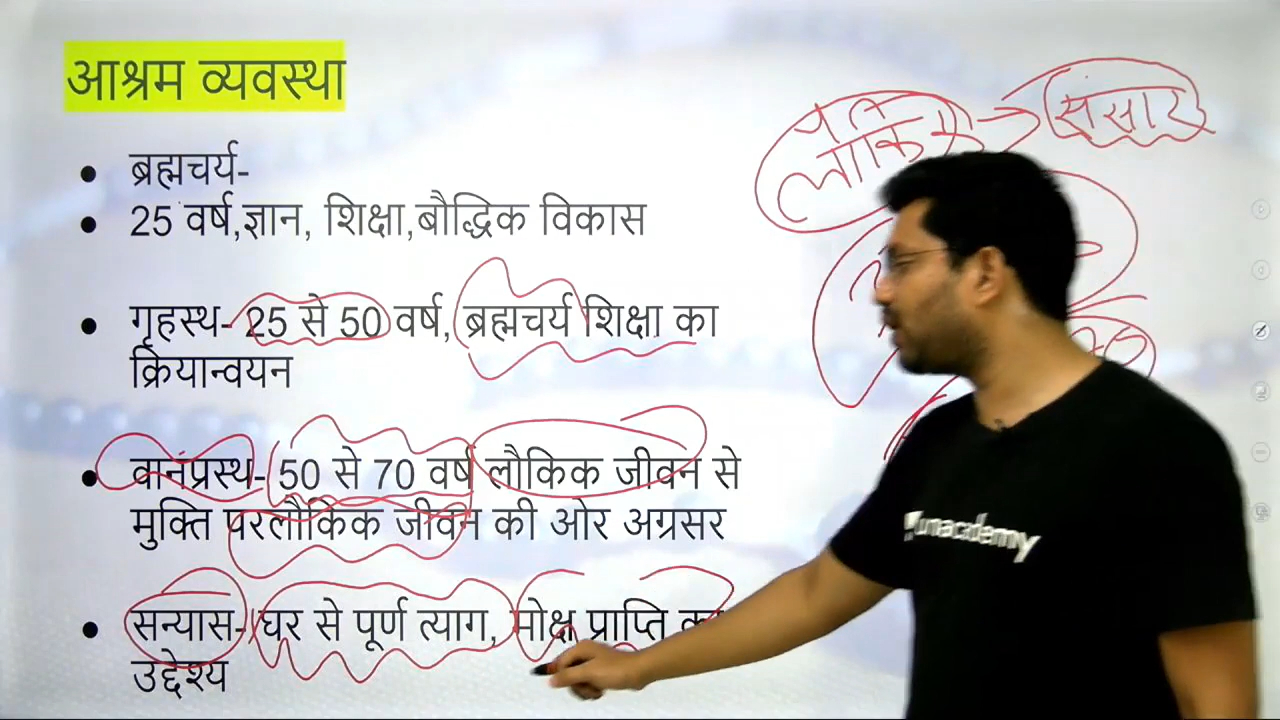 आश्रम व्यवस्था
ब्रह्मचर्य-
25 वर्ष,ज्ञान, शिक्षा,बौद्धिक विकास
गृहस्थ- 25 से 50 वर्ष, ब्रह्मचर्य शिक्षा का
क्रियान्वयन
वानप्रस्थ- 50 से 70 वर्ष लौकिक जीवन से
मुक्ति परलौकिक जीवन की ओर अग्रसर
सन्यास- घर से पूर्ण त्याग, मोक्ष प्राप्ति का
उद्देश्य
लौकिक
संसार
unacademy